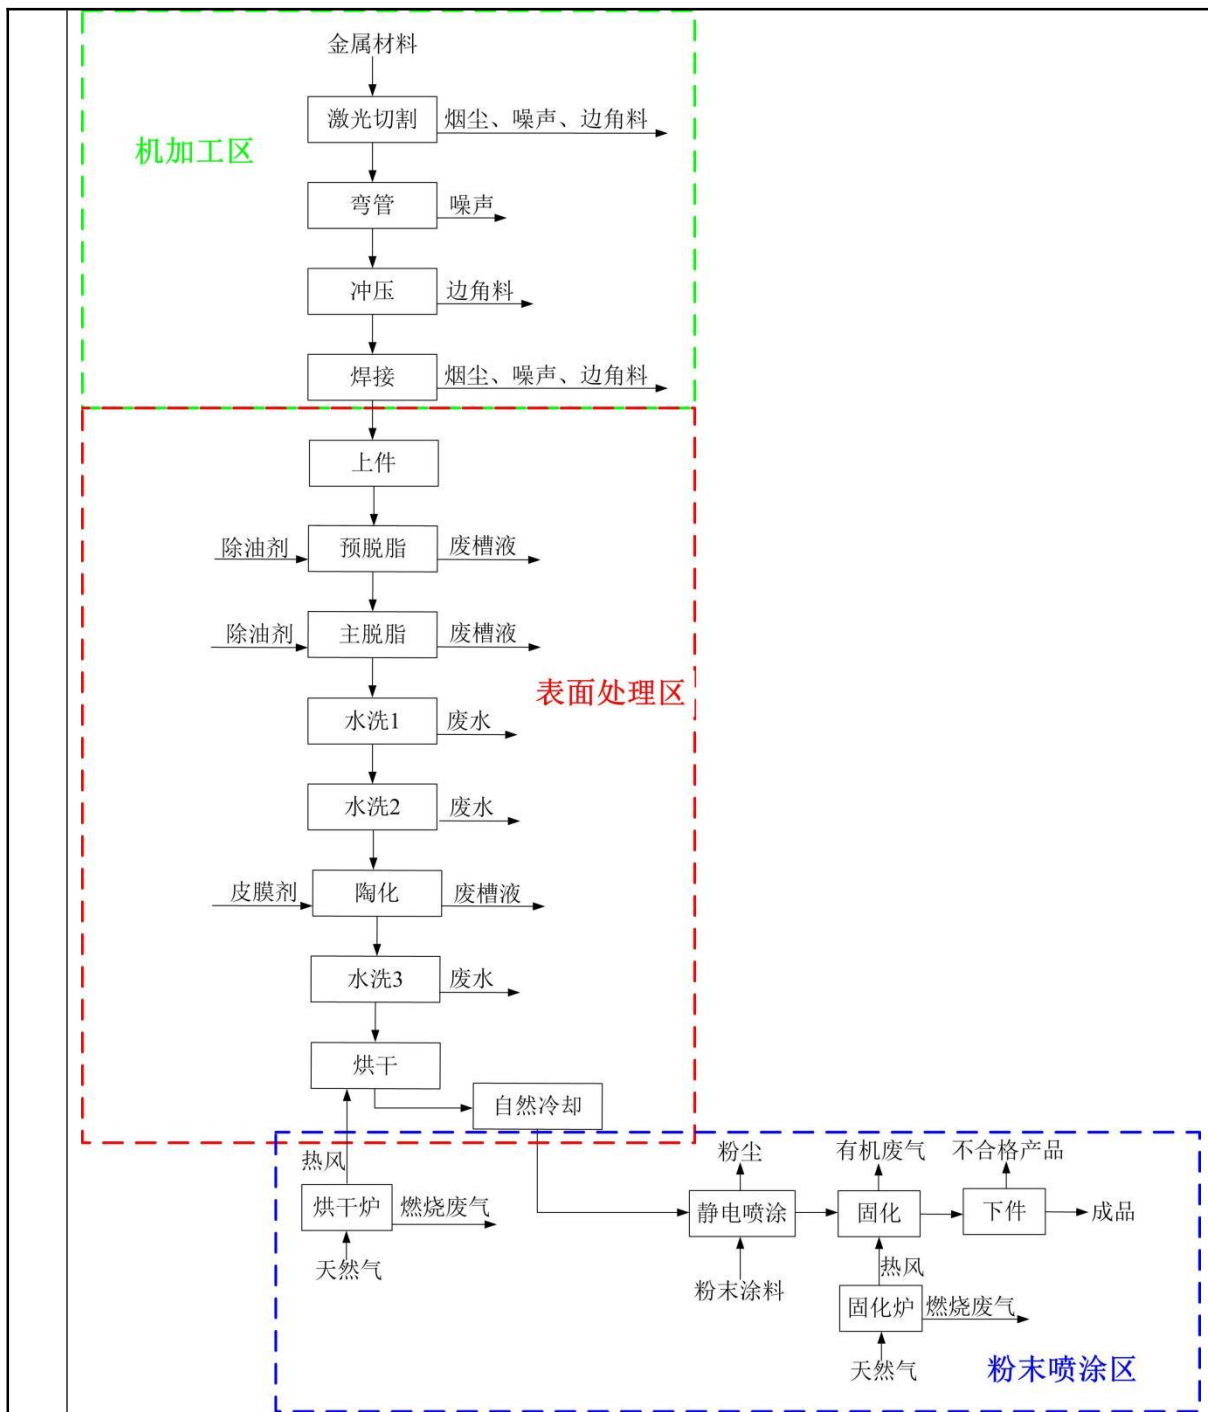 金属材料
激光切割
烟尘、噪声、边角料
机加工区
弯管
噪声
冲压
边角料
焊接
烟尘、噪声、边角料
上件
除油剂
预脱脂
废槽液
除油剂
主脱脂
废槽液
表面处理区
水洗1
废水
水洗2
废水
皮膜剂
陶化
废槽液
水洗3
废水
烘干
自然冷却
热风
粉尘
有机废气
不合格产品
烘干炉
燃烧废气
静电喷涂
固化
下件
成品
天然气
粉末涂料
热风
固化炉
燃烧废气
天然气
粉末喷涂区